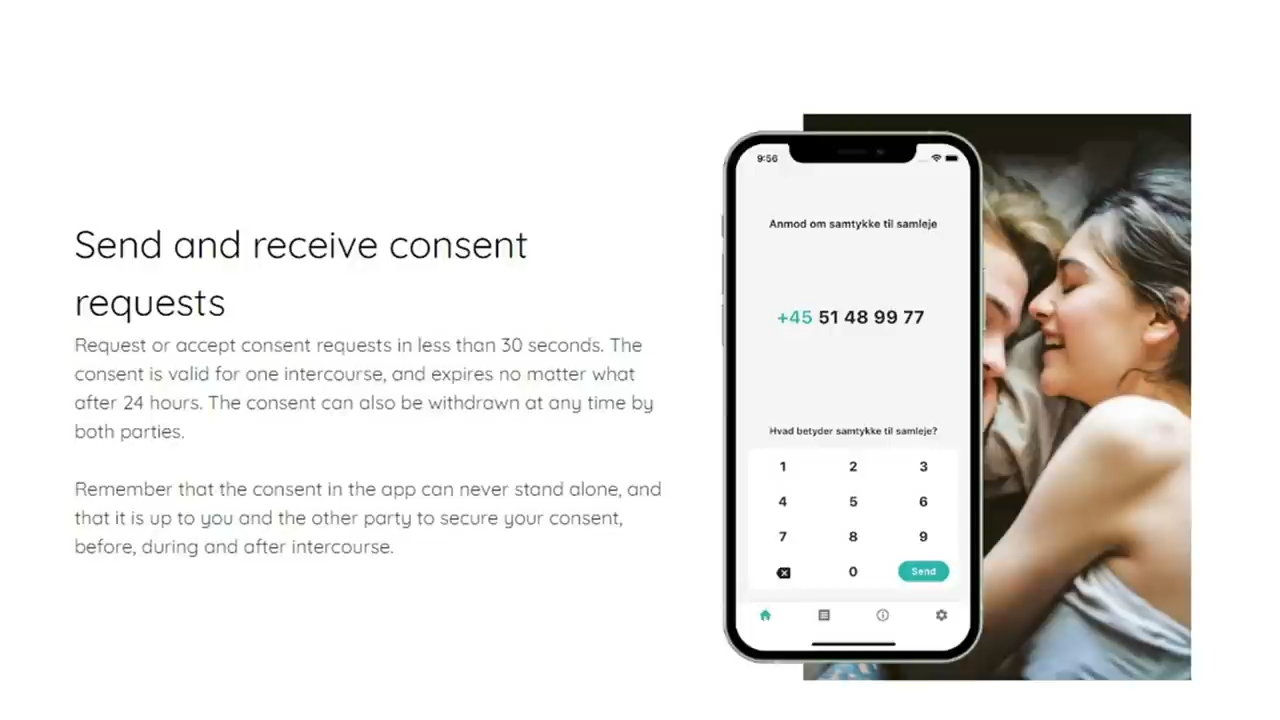 Send and receive consent
requests
Request or accept consent requests in less than 30 seconds. The
consent is valid for one intercourse, and expires no matter what
after 24 hours. The consent can also be withdrawn at any time by
both parties.
Remember that the consent in the app can never stand alone, and
that it is up to you and the other party to secure your consent,
before, during and after intercourse.
9:56
Anmod om samtykke til samleje
+45 51 48 99 77
Hvad betyder samtykke til samleje?
1 2 3
4 5 6
7 8 9
0 Send